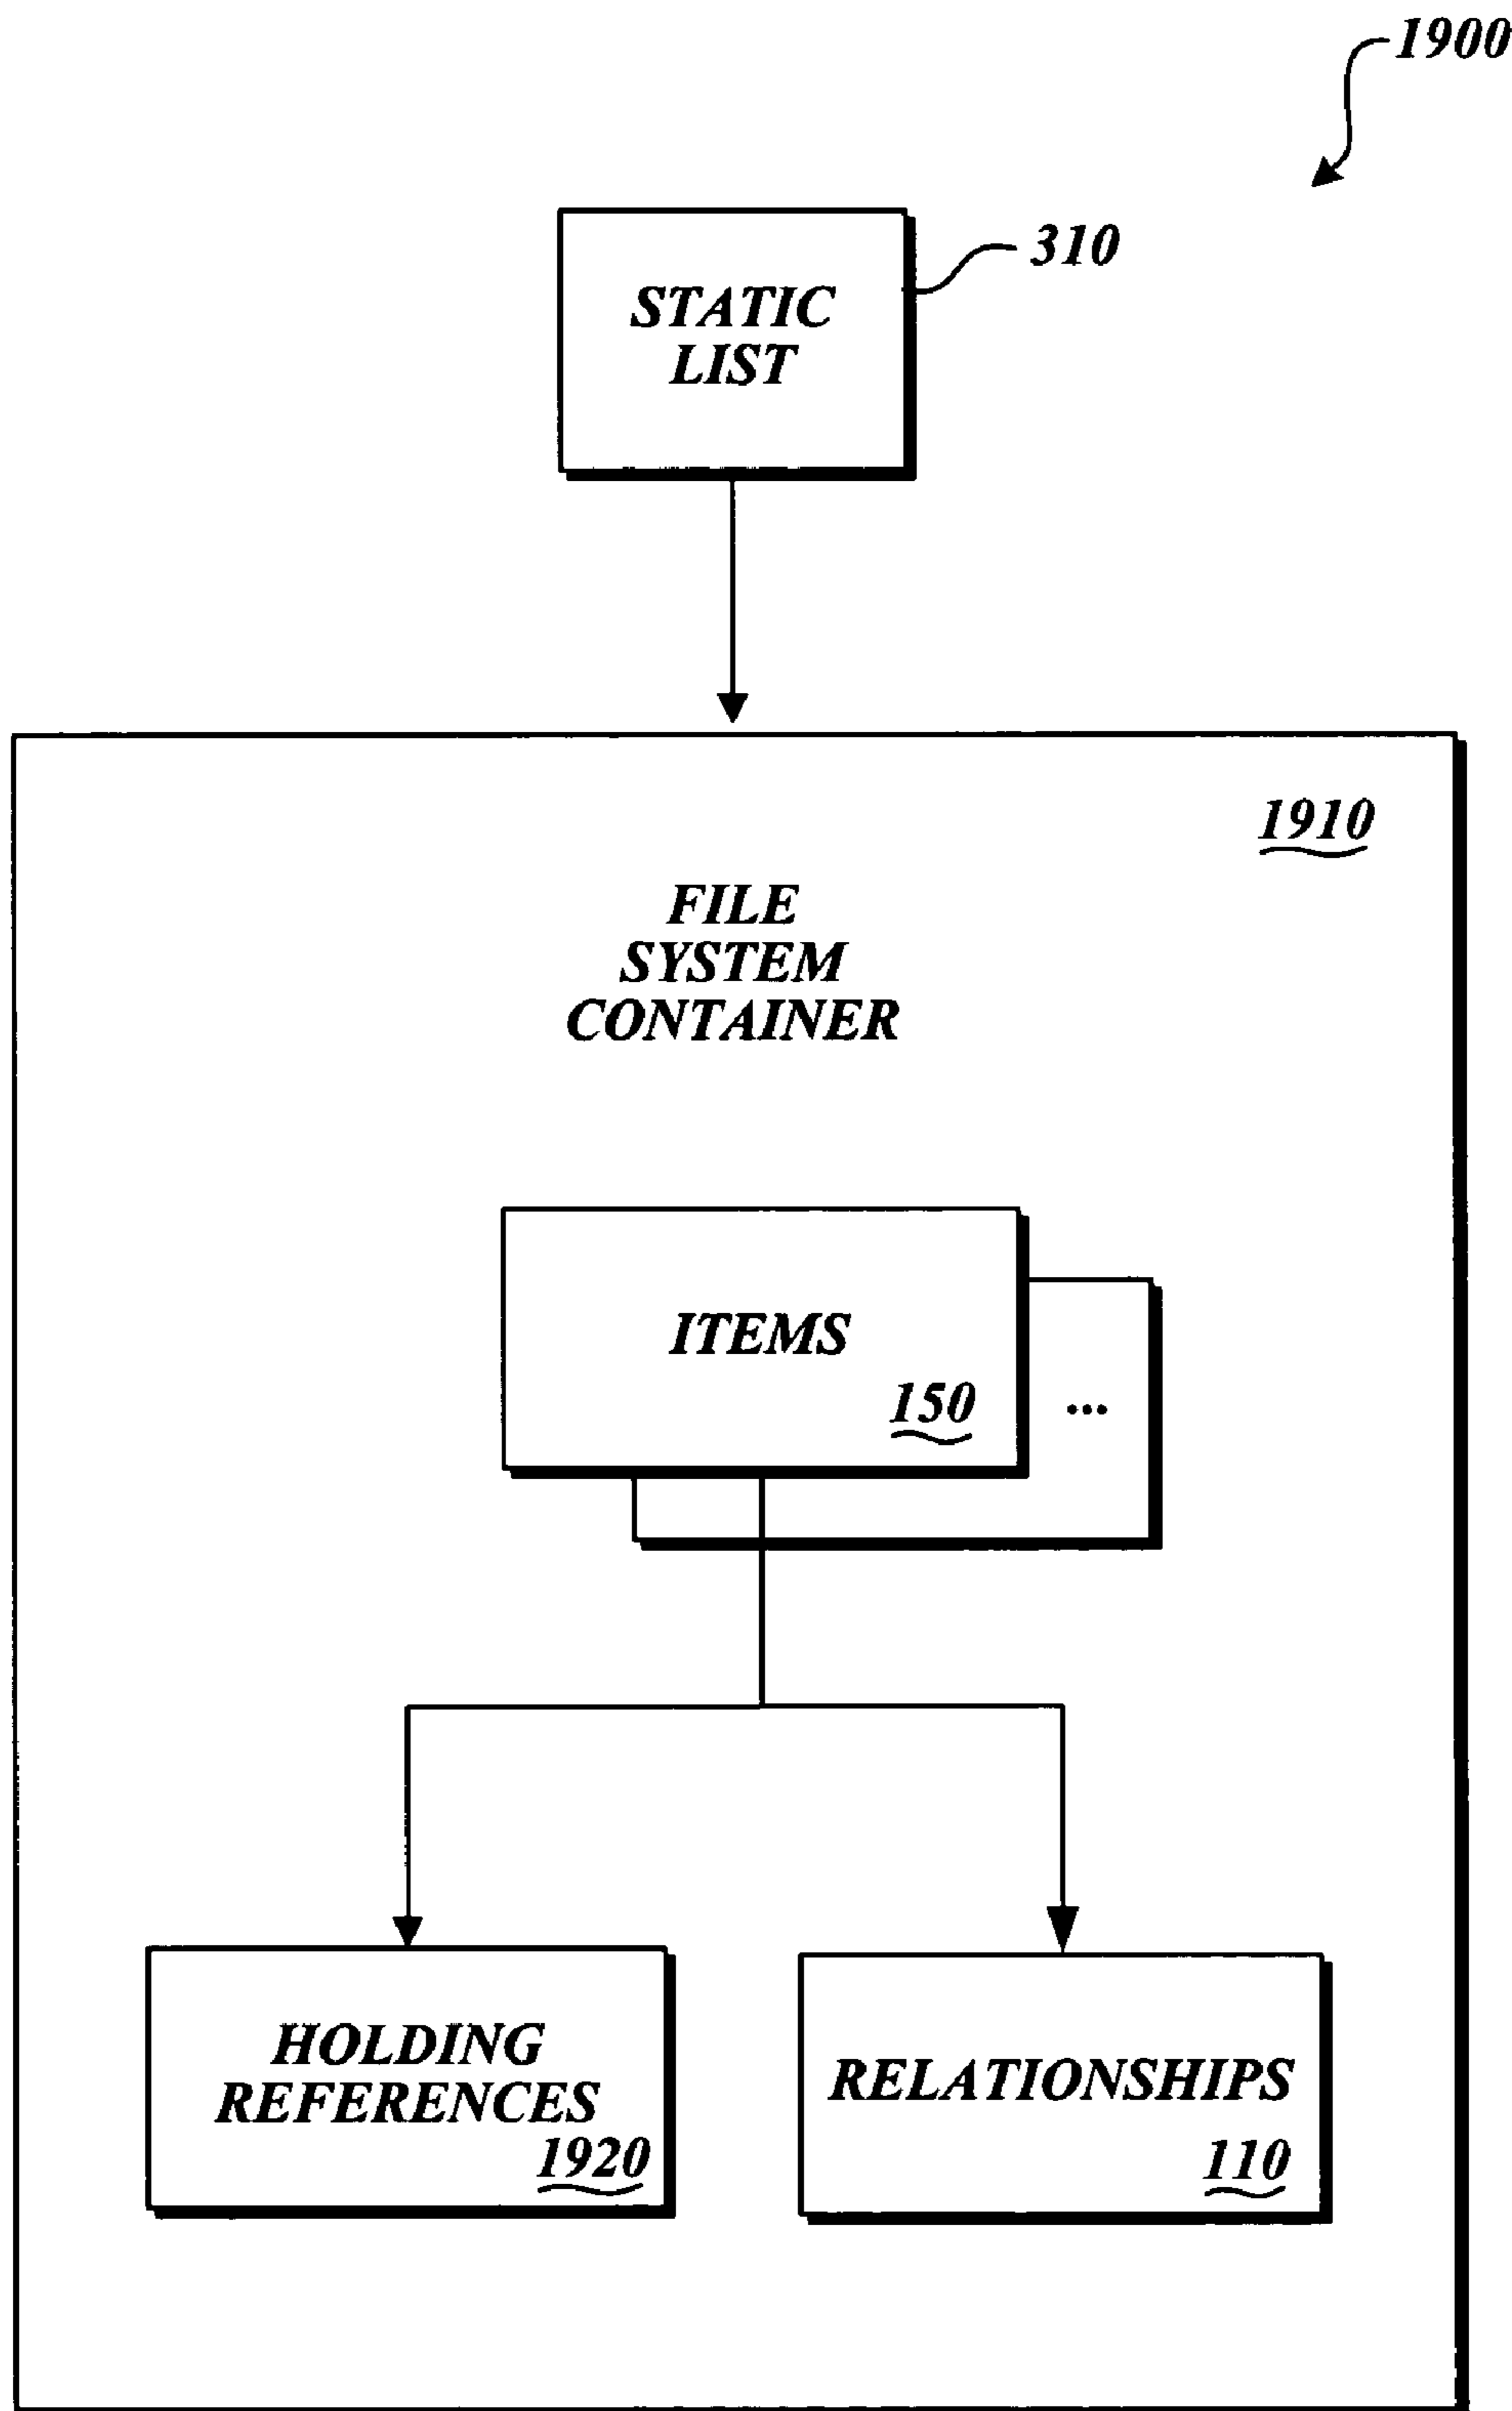 1900
310
STATIC
LIST
1910
FILE
SYSTEM
CONTAINER
ITEMS
150
...
HOLDING
REFERENCES
1920
RELATIONSHIPS
110